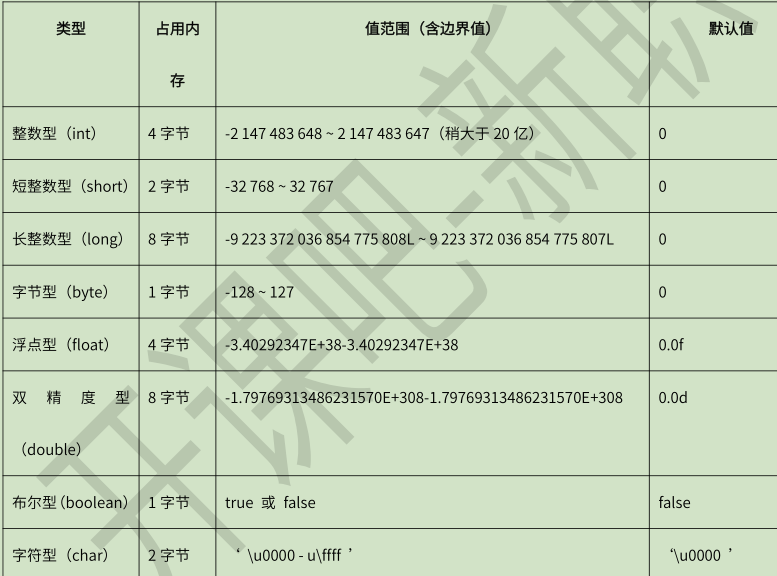 类型 占用内存 值范围（含边界值） 默认值
整数型（int） 4 字节 -2 147 483 648 ~ 2 147 483 647（稍大于 20 亿） 0
短整数型（short） 2 字节 -32 768 ~ 32 767 0
长整数型（long） 8 字节 -9 223 372 036 854 775 808L ~ 9 223 372 036 854 775 807L 0
字节型（byte） 1 字节 -128 ~ 127 0
浮点型（float） 4 字节 -3.40292347E+38-3.40292347E+38 0.0f
双精度型（double） 8 字节 -1.79769313486231570E+308-1.79769313486231570E+308 0.0d
布尔型（boolean） 1 字节 true 或 false false
字符型（char） 2 字节 ‘ \u0000 - u\ffff ’ ‘\u0000 ’
开课吧-新职